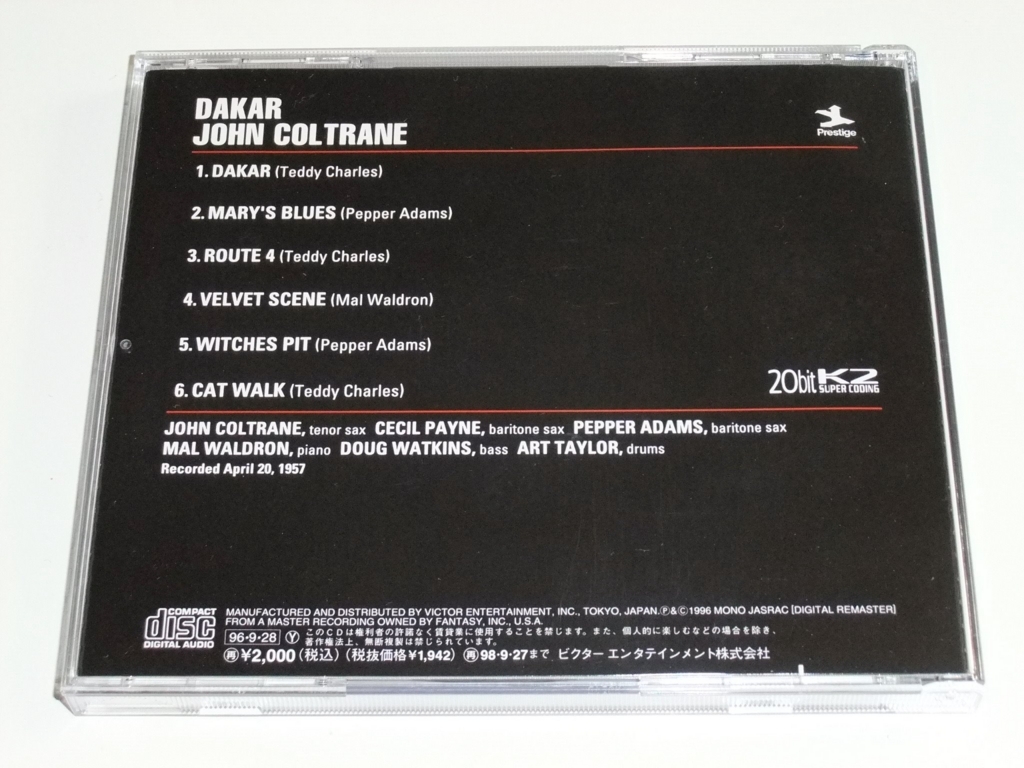 DAKAR
JOHN COLTRANE
Prestige
1. DAKAR (Teddy Charles)
2. MARY'S BLUES (Pepper Adams)
3. ROUTE 4 (Teddy Charles)
4. VELVET SCENE (Mal Waldron)
5. WITCHES PIT (Pepper Adams)
6. CAT WALK (Teddy Charles)
20bit K2
SUPER CODING
JOHN COLTRANE, tenor sax CECIL PAYNE, baritone sax PEPPER ADAMS, baritone sax
MAL WALDRON, piano DOUG WATKINS, bass ART TAYLOR, drums
Recorded April 20, 1957
COMPACT
disc
DIGITAL AUDIO
MANUFACTURED AND DISTRIBUTED BY VICTOR ENTERTAINMENT, INC., TOKYO, JAPAN.Ⓟ&Ⓒ1996 MONO JASRAC [DIGITAL REMASTER]
FROM A MASTER RECORDING OWNED BY FANTASY, INC., U.S.A.
96・9・28 Ⓨ このCDは権利者の許諾なく賃貸業に使用することを禁じます。また、個人的に楽しむなどの場合を除き、
著作権法上、無断複製は禁じられています。
㊢¥2,000(税込)(税抜価格¥1,942) ㊢98・9・27まで ビクター エンタテインメント株式会社